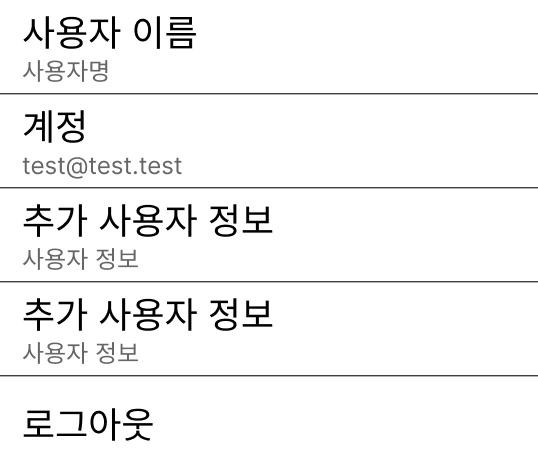 사용자 이름
사용자명
계정
test@test.test
추가 사용자 정보
사용자 정보
추가 사용자 정보
사용자 정보
로그아웃